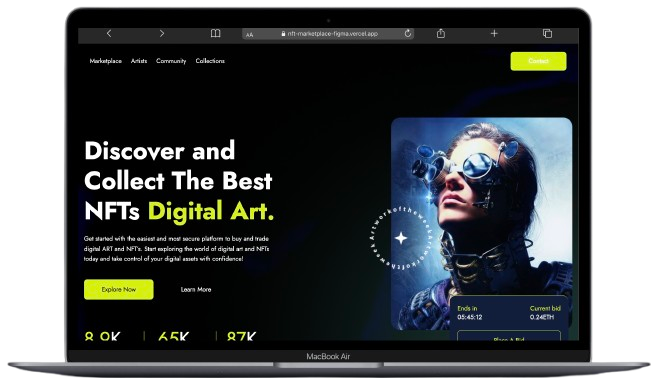 AA nft-marketplace-figma.vercel.app
Marketplace Artists Community Collections Contact
Discover and
Collect The Best
NFTs Digital Art.
Get started with the easiest and most secure platform to buy and trade
digital ART and NFT's. Start exploring the world of digital art and NFTs
today and take control of your digital assets with confidence!
Explore Now Learn More
8.9K 65K 87K
Artworkoftheweek Artworkoftheweek
Ends in Current bid
05:45:12 0.24ETH
Place A Bid
MacBook Air